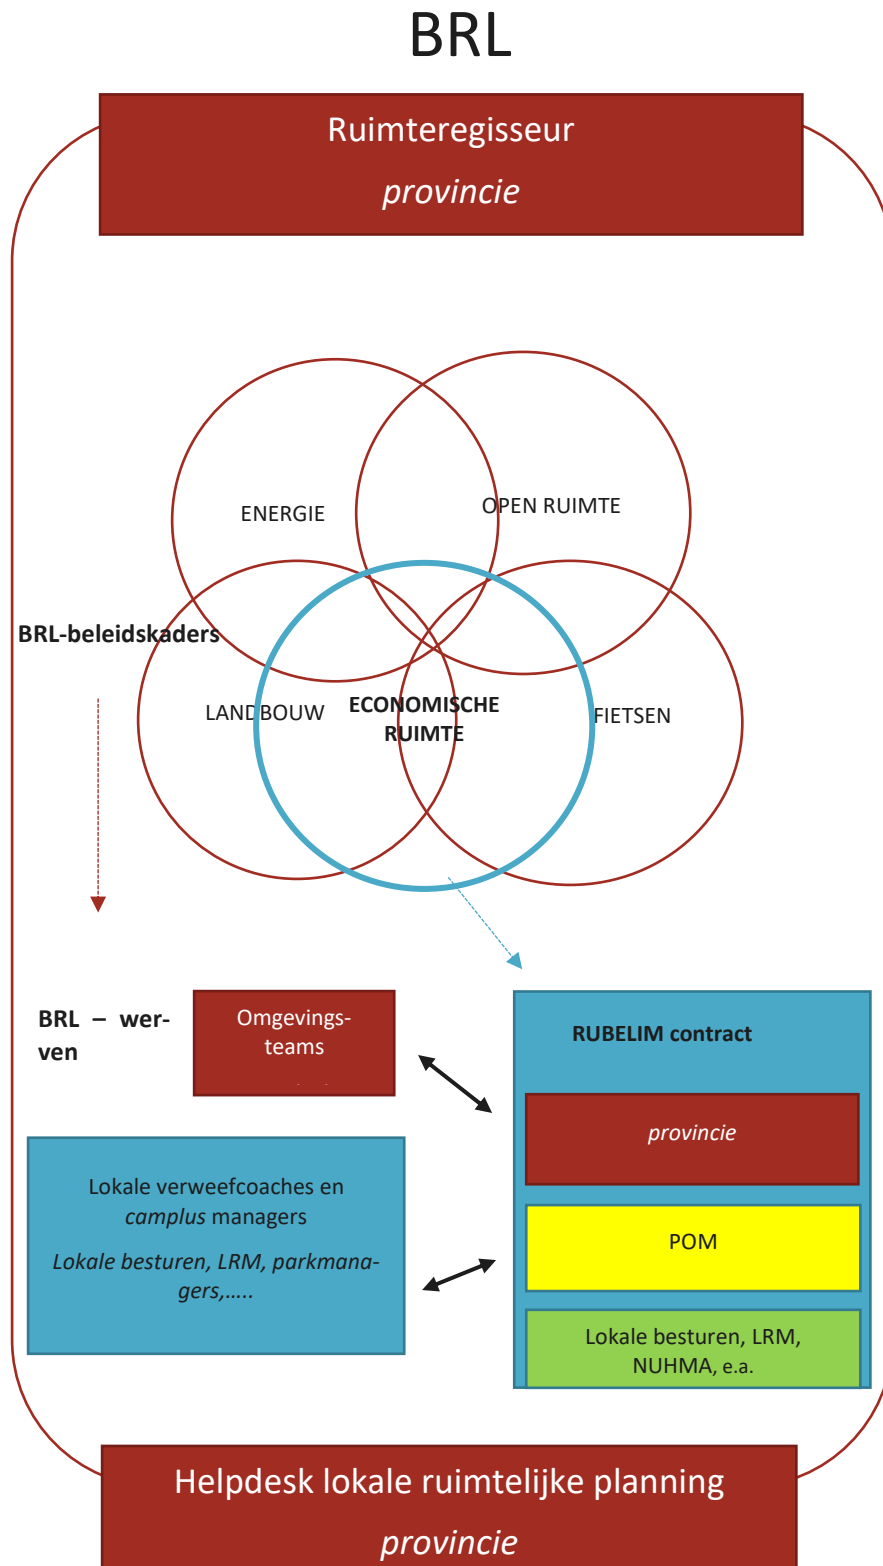 BRL
Ruimteregisseur
provincie
ENERGIE
OPEN RUIMTE
BRL-beleidskaders
LANDBOUW
ECONOMISCHE
RUIMTE
FIETSEN
BRL – wer-
ven
Omgevings-
teams
RUBELIM contract
provincie
Lokale verweefcoaches en
camplus managers
Lokale besturen, LRM, parkmana-
gers,.....
POM
Lokale besturen, LRM,
NUHMA, e.a.
Helpdesk lokale ruimtelijke planning
provincie